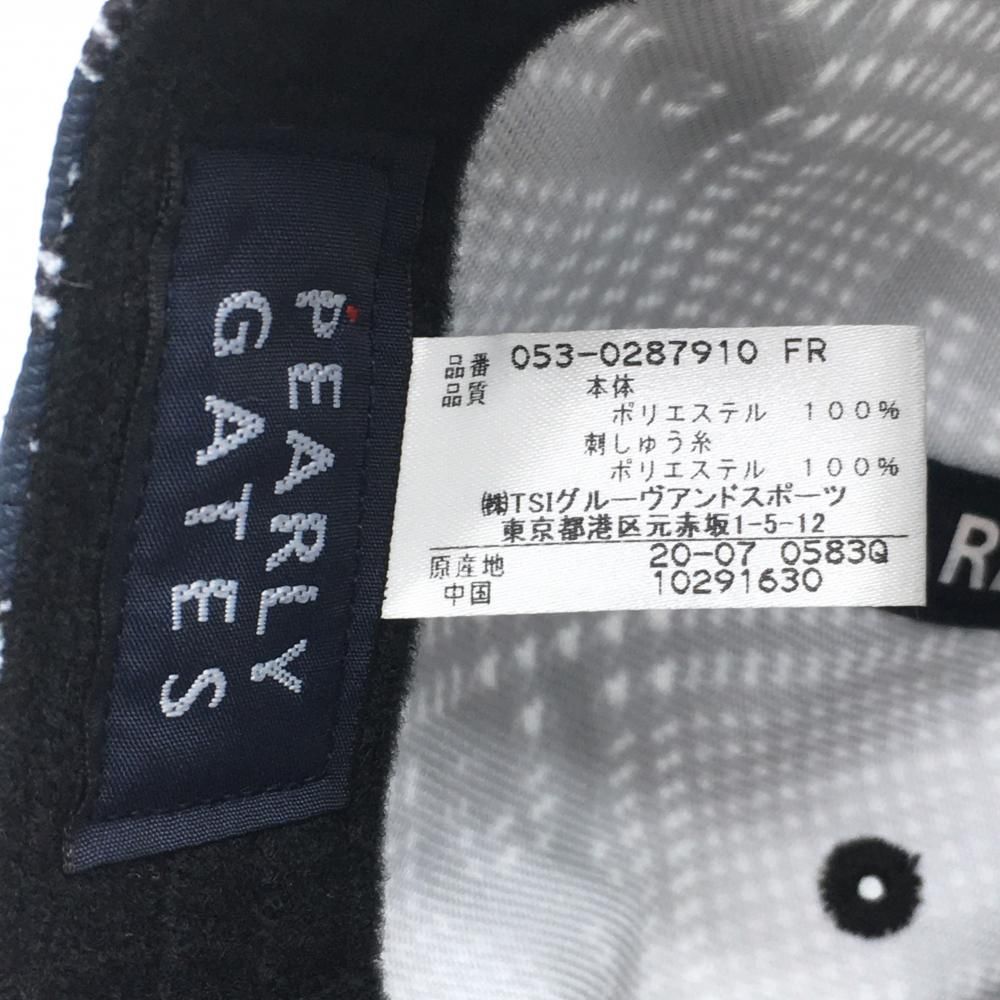 PEARLY
GATES
品番 053-0287910 FR
品質 本体
ポリエステル 100%
刺しゅう糸
ポリエステル 100%
㈱TSIグルーヴアンドスポーツ
東京都港区元赤坂1-5-12
原産地 20-07 0583Q
中国 10291630